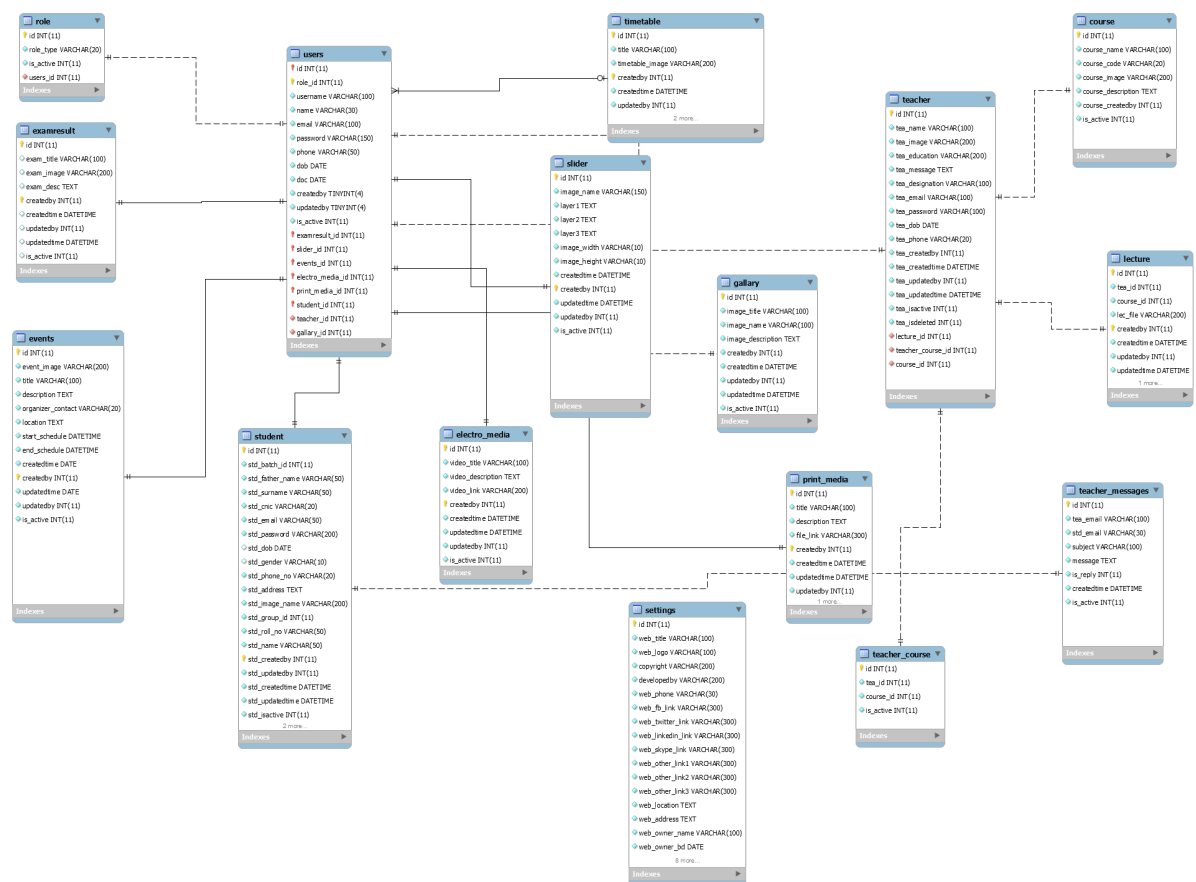 role
id INT(11)
role_type VARCHAR(20)
is_active INT(11)
users_id INT(11)
Indexes
examresult
id INT(11)
exam_title VARCHAR(100)
exam_image VARCHAR(200)
exam_desc TEXT
createdby INT(11)
createdtime DATETIME
updatedby INT(11)
updatedtime DATETIME
is_active INT(11)
Indexes
events
id INT(11)
event_image VARCHAR(200)
title VARCHAR(100)
description TEXT
organizer_contact VARCHAR(20)
location TEXT
start_schedule DATETIME
end_schedule DATETIME
createdtime DATE
createdby INT(11)
updatedtime DATE
updatedby INT(11)
is_active INT(11)
Indexes
users
id INT(11)
role_id INT(11)
username VARCHAR(100)
name VARCHAR(30)
email VARCHAR(100)
password VARCHAR(150)
phone VARCHAR(50)
dob DATE
doc DATE
createdby TINYINT(4)
updatedby TINYINT(4)
is_active INT(11)
examresult_id INT(11)
slider_id INT(11)
events_id INT(11)
electro_media_id INT(11)
print_media_id INT(11)
student_id INT(11)
teacher_id INT(11)
gallary_id INT(11)
Indexes
student
id INT(11)
std_batch_id INT(11)
std_father_name VARCHAR(50)
std_surname VARCHAR(50)
std_cnic VARCHAR(20)
std_email VARCHAR(50)
std_password VARCHAR(200)
std_dob DATE
std_gender VARCHAR(10)
std_phone_no VARCHAR(20)
std_address TEXT
std_image_name VARCHAR(200)
std_group_id INT(11)
std_roll_no VARCHAR(50)
std_name VARCHAR(50)
std_createdby INT(11)
std_updatedby INT(11)
std_createdtime DATETIME
std_updatedtime DATETIME
std_isactive INT(11)
2 more...
Indexes
timetable
id INT(11)
title VARCHAR(100)
timetable_image VARCHAR(200)
createdby INT(11)
createdtime DATETIME
updatedby INT(11)
2 more...
Indexes
slider
id INT(11)
image_name VARCHAR(150)
layer1 TEXT
layer2 TEXT
layer3 TEXT
image_width VARCHAR(10)
image_height VARCHAR(10)
createdtime DATETIME
createdby INT(11)
updatedtime DATETIME
updatedby INT(11)
is_active INT(11)
Indexes
electro_media
id INT(11)
video_title VARCHAR(100)
video_description TEXT
video_link VARCHAR(200)
createdby INT(11)
createdtime DATETIME
updatedtime DATETIME
updatedby INT(11)
is_active INT(11)
Indexes
gallary
id INT(11)
image_title VARCHAR(100)
image_name VARCHAR(100)
image_description TEXT
createdby INT(11)
createdtime DATETIME
updatedby INT(11)
updatedtime DATETIME
is_active INT(11)
Indexes
print_media
id INT(11)
title VARCHAR(100)
description TEXT
file_link VARCHAR(300)
createdby INT(11)
createdtime DATETIME
updatedtime DATETIME
updatedby INT(11)
1 more...
Indexes
settings
id INT(11)
web_title VARCHAR(100)
web_logo VARCHAR(100)
copyright VARCHAR(200)
developedby VARCHAR(200)
web_phone VARCHAR(30)
web_fb_link VARCHAR(300)
web_twitter_link VARCHAR(300)
web_linkedin_link VARCHAR(300)
web_skype_link VARCHAR(300)
web_other_link1 VARCHAR(300)
web_other_link2 VARCHAR(300)
web_other_link3 VARCHAR(300)
web_location TEXT
web_address TEXT
web_owner_name VARCHAR(100)
web_owner_bd DATE
8 more...
Indexes
teacher
id INT(11)
tea_name VARCHAR(100)
tea_image VARCHAR(200)
tea_education VARCHAR(200)
tea_message TEXT
tea_designation VARCHAR(100)
tea_email VARCHAR(100)
tea_password VARCHAR(100)
tea_dob DATE
tea_phone VARCHAR(20)
tea_createdby INT(11)
tea_createdtime DATETIME
tea_updatedby INT(11)
tea_updatedtime DATETIME
tea_isactive INT(11)
tea_isdeleted INT(11)
lecture_id INT(11)
teacher_course_id INT(11)
course_id INT(11)
Indexes
teacher_course
id INT(11)
tea_id INT(11)
course_id INT(11)
is_active INT(11)
Indexes
course
id INT(11)
course_name VARCHAR(100)
course_code VARCHAR(20)
course_image VARCHAR(200)
course_description TEXT
course_createdby INT(11)
is_active INT(11)
Indexes
lecture
id INT(11)
tea_id INT(11)
course_id INT(11)
lec_file VARCHAR(200)
createdby INT(11)
createdtime DATETIME
updatedby INT(11)
updatedtime DATETIME
1 more...
Indexes
teacher_messages
id INT(11)
tea_email VARCHAR(100)
std_email VARCHAR(30)
subject VARCHAR(100)
message TEXT
is_reply INT(11)
createdtime DATETIME
is_active INT(11)
Indexes